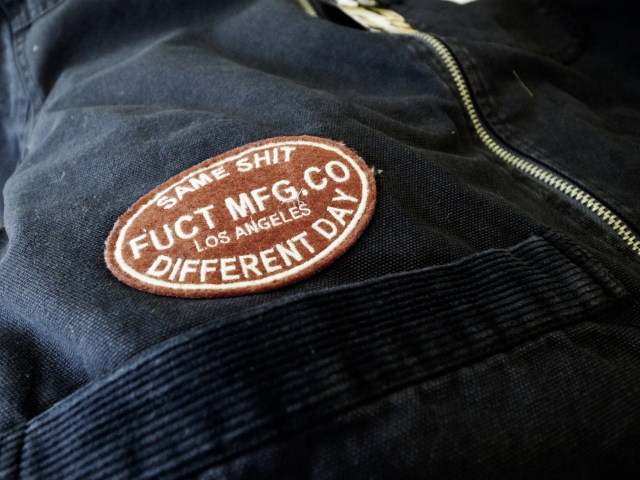 SAME SHIT
FUCT MFG.CO
LOS ANGELES
DIFFERENT DAY